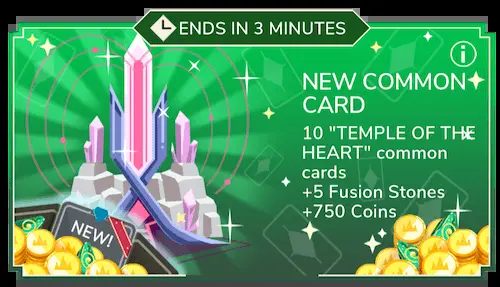 ENDS IN 3 MINUTES
NEW COMMON
CARD
10 "TEMPLE OF THE
HEART" common
cards
+5 Fusion Stones
+750 Coins
NEW!